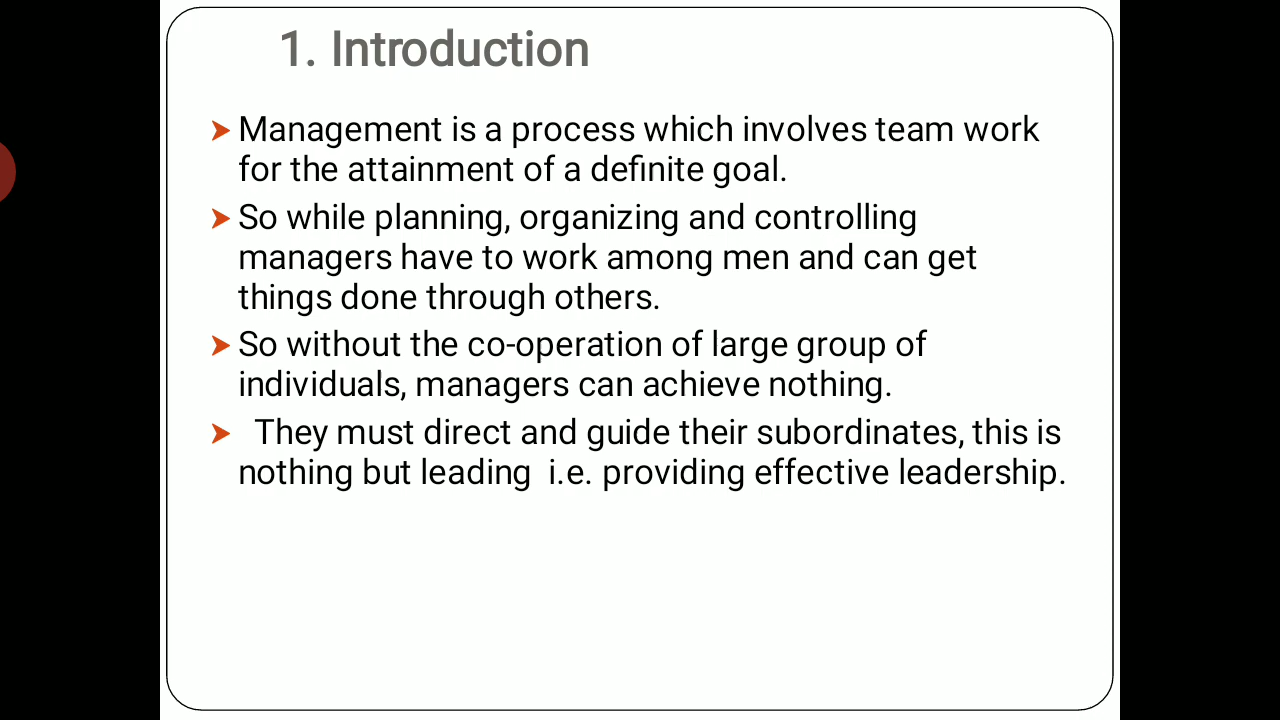 1. Introduction
➤ Management is a process which involves team work
for the attainment of a definite goal.
➤ So while planning, organizing and controlling
managers have to work among men and can get
things done through others.
➤ So without the co-operation of large group of
individuals, managers can achieve nothing.
➤ They must direct and guide their subordinates, this is
nothing but leading  i.e. providing effective leadership.